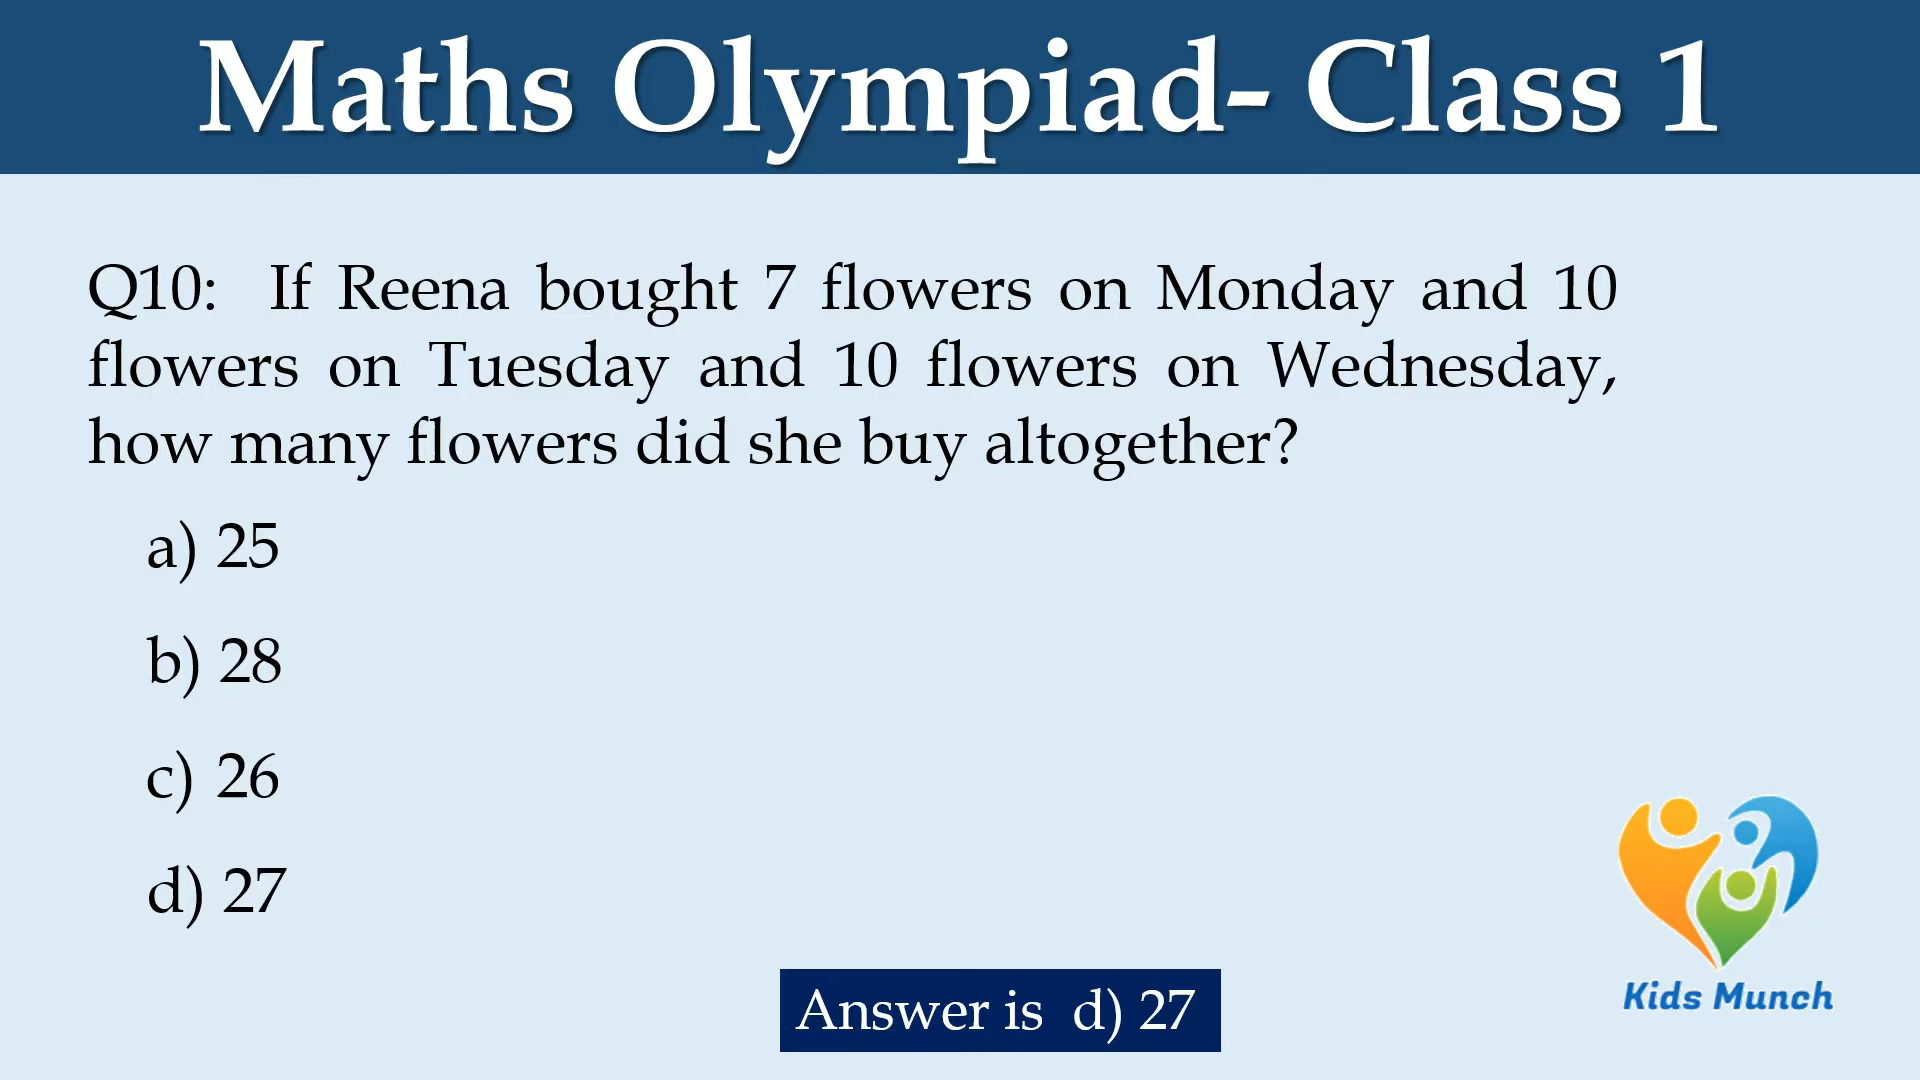 Maths Olympiad- Class 1
Q10: If Reena bought 7 flowers on Monday and 10
flowers on Tuesday and 10 flowers on Wednesday,
how many flowers did she buy altogether?
a) 25
b) 28
c) 26
d) 27
Answer is d) 27
Kids Munch